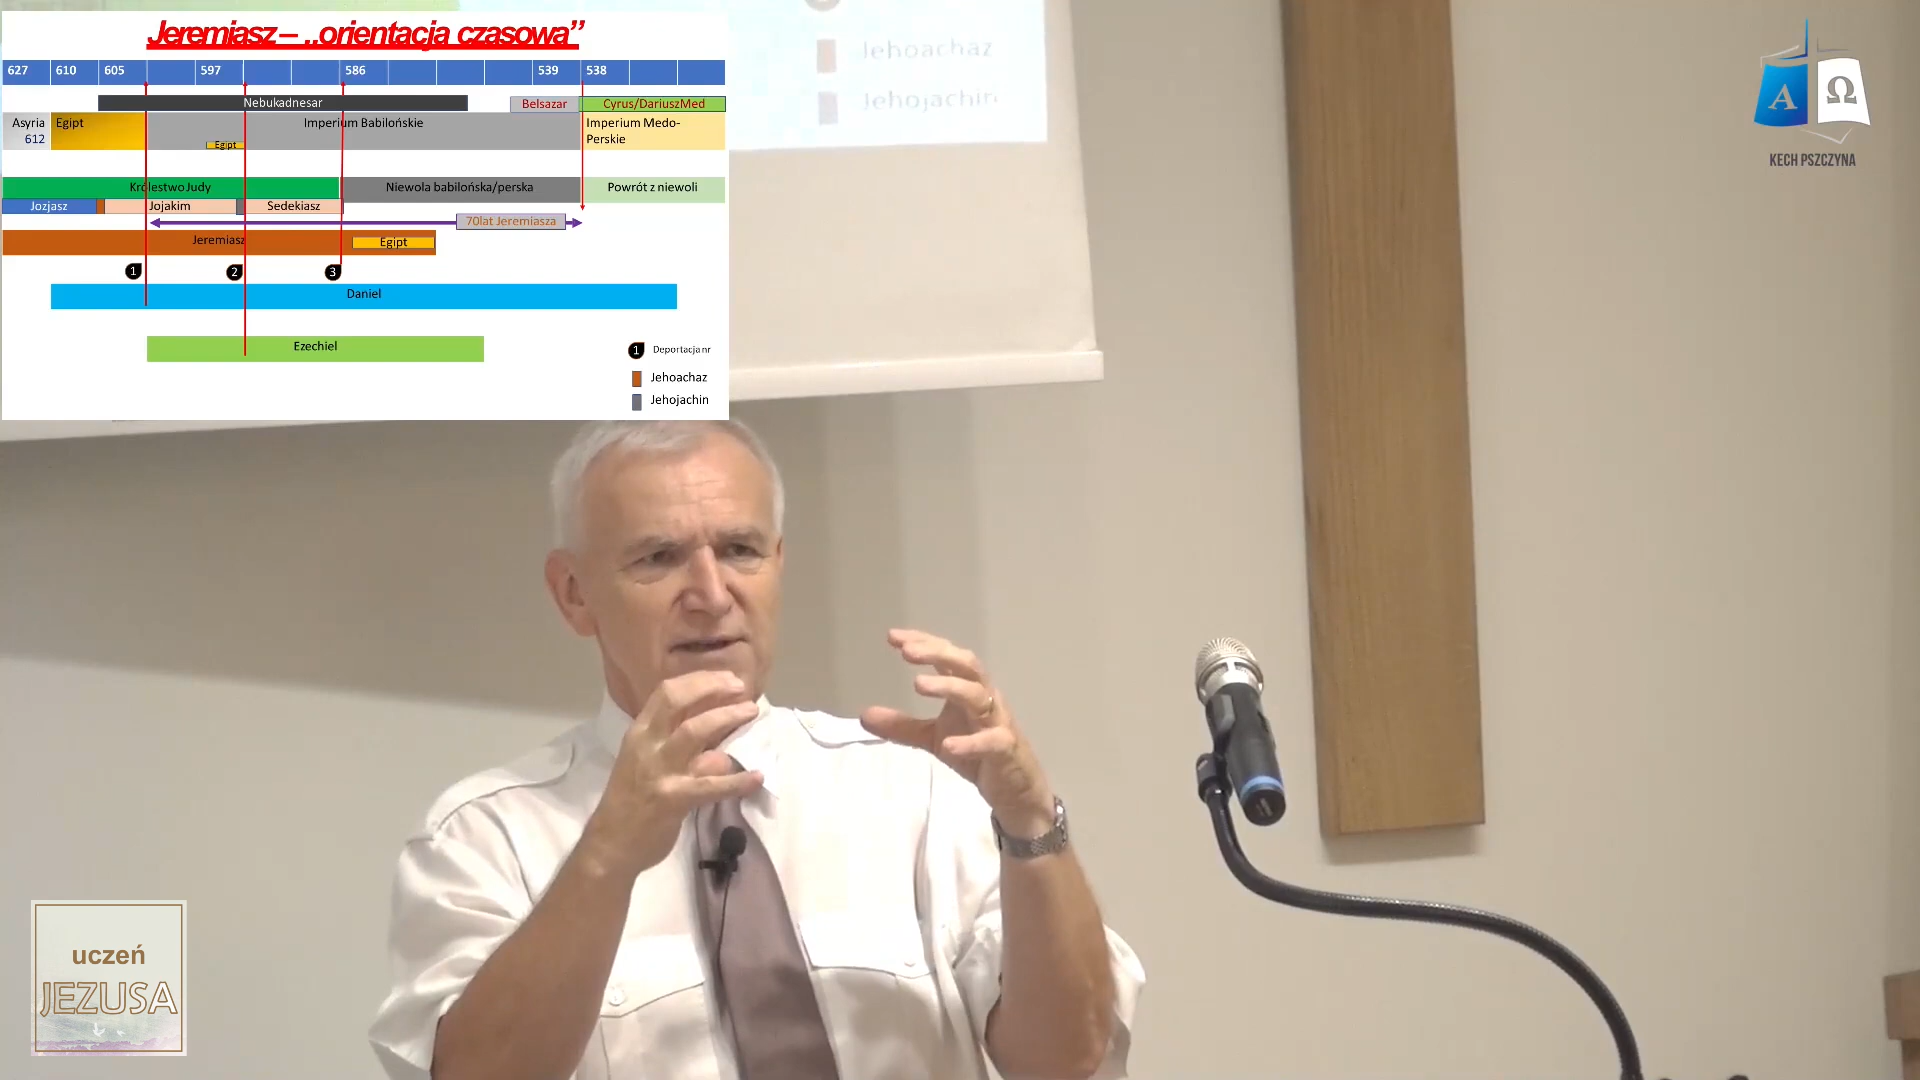 Jeremiasz – „orientacja czasowa”
627 610 605 597 586 539 538
Nebukadnesar Belsazar Cyrus/DariuszMed
Asyria Egipt Imperium Babilońskie Imperium Medo-
612 Egipt Perskie
Królestwo Judy Niewola babilońska/perska Powrót z niewoli
Jozjasz Jojakim Sedekiasz
70lat Jeremiasza
Jeremiasz Egipt
1 2 3
Daniel
Ezechiel
1 Deportacja nr
Jehoachaz
Jehojachin
Jehoachaz
Jehojachin
A Ω
KECH PSZCZYNA
uczeń
JEZUSA